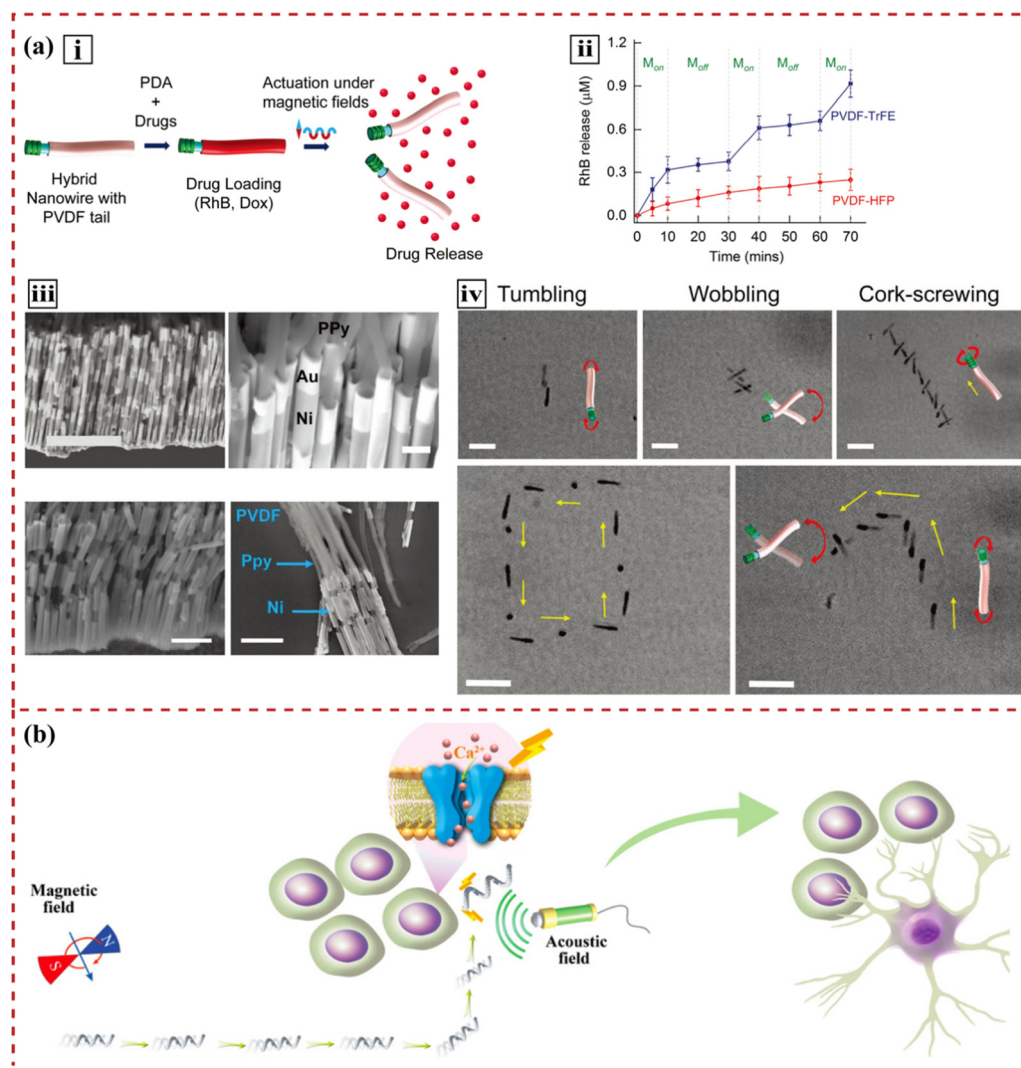 (a) i
PDA
+
Drugs
Actuation under
magnetic fields
Hybrid
Nanowire with
PVDF tail
Drug Loading
(RhB, Dox)
Drug Release
ii
RhB release (μM)
1.2
0.9
0.6
0.3
0.0
Mon Moff Mon Moff Mon
PVDF-TrFE
PVDF-HFP
0 10 20 30 40 50 60 70
Time (mins)
iii
PPy
Au
Ni
PVDF
Ppy
Ni
iv
Tumbling Wobbling Cork-screwing
(b)
Ca²⁺
Magnetic
field
N
S
Acoustic
field